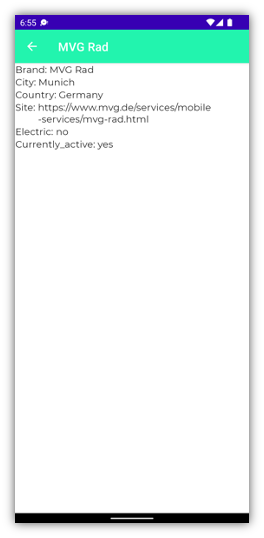 6:55
MVG Rad
Brand: MVG Rad
City: Munich
Country: Germany
Site: https://www.mvg.de/services/mobile
-services/mvg-rad.html
Electric: no
Currently_active: yes